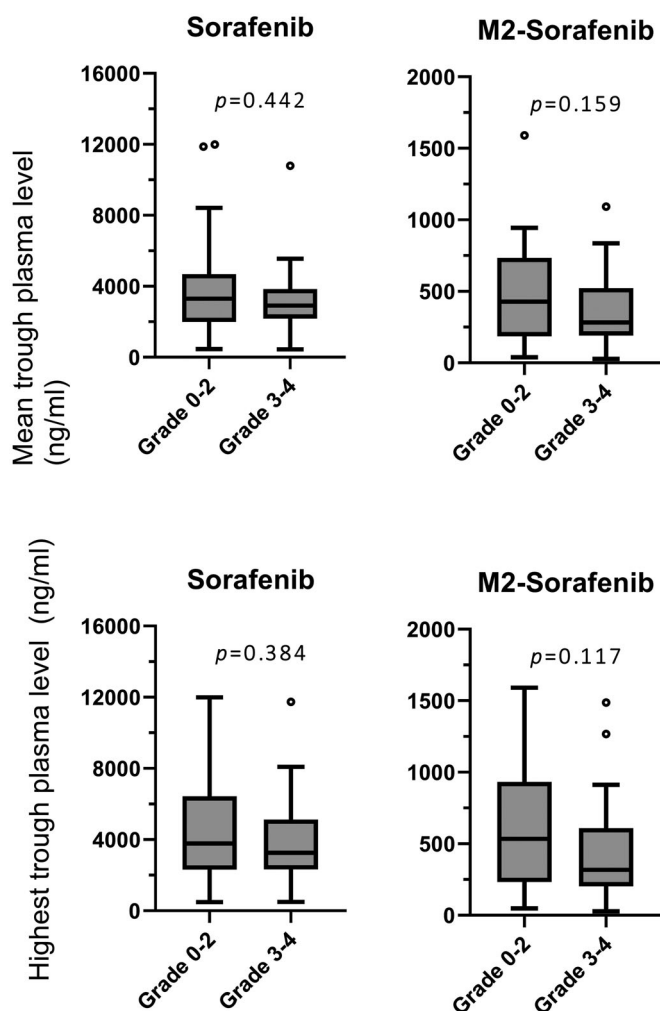 Sorafenib
M2-Sorafenib
Mean trough plasma level
(ng/ml)
16000
12000
8000
4000
0
p=0.442
Grade 0-2
Grade 3-4
2000
1500
1000
500
0
p=0.159
Grade 0-2
Grade 3-4
Sorafenib
M2-Sorafenib
Highest trough plasma level (ng/ml)
16000
12000
8000
4000
0
p=0.384
Grade 0-2
Grade 3-4
2000
1500
1000
500
0
p=0.117
Grade 0-2
Grade 3-4